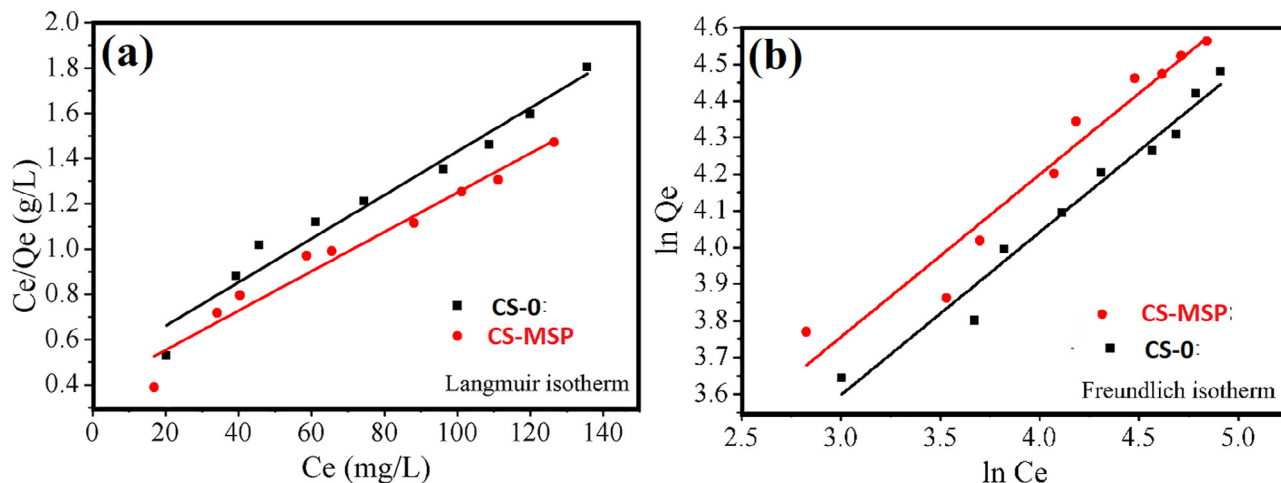 (a)
Ce/Qe (g/L)
2.0
1.8
1.6
1.4
1.2
1.0
0.8
0.6
0.4
CS-0
CS-MSP
Langmuir isotherm
0 20 40 60 80 100 120 140
Ce (mg/L)
(b)
ln Qe
4.6
4.5
4.4
4.3
4.2
4.1
4.0
3.9
3.8
3.7
3.6
CS-MSP
CS-0
Freundlich isotherm
2.5 3.0 3.5 4.0 4.5 5.0
ln Ce